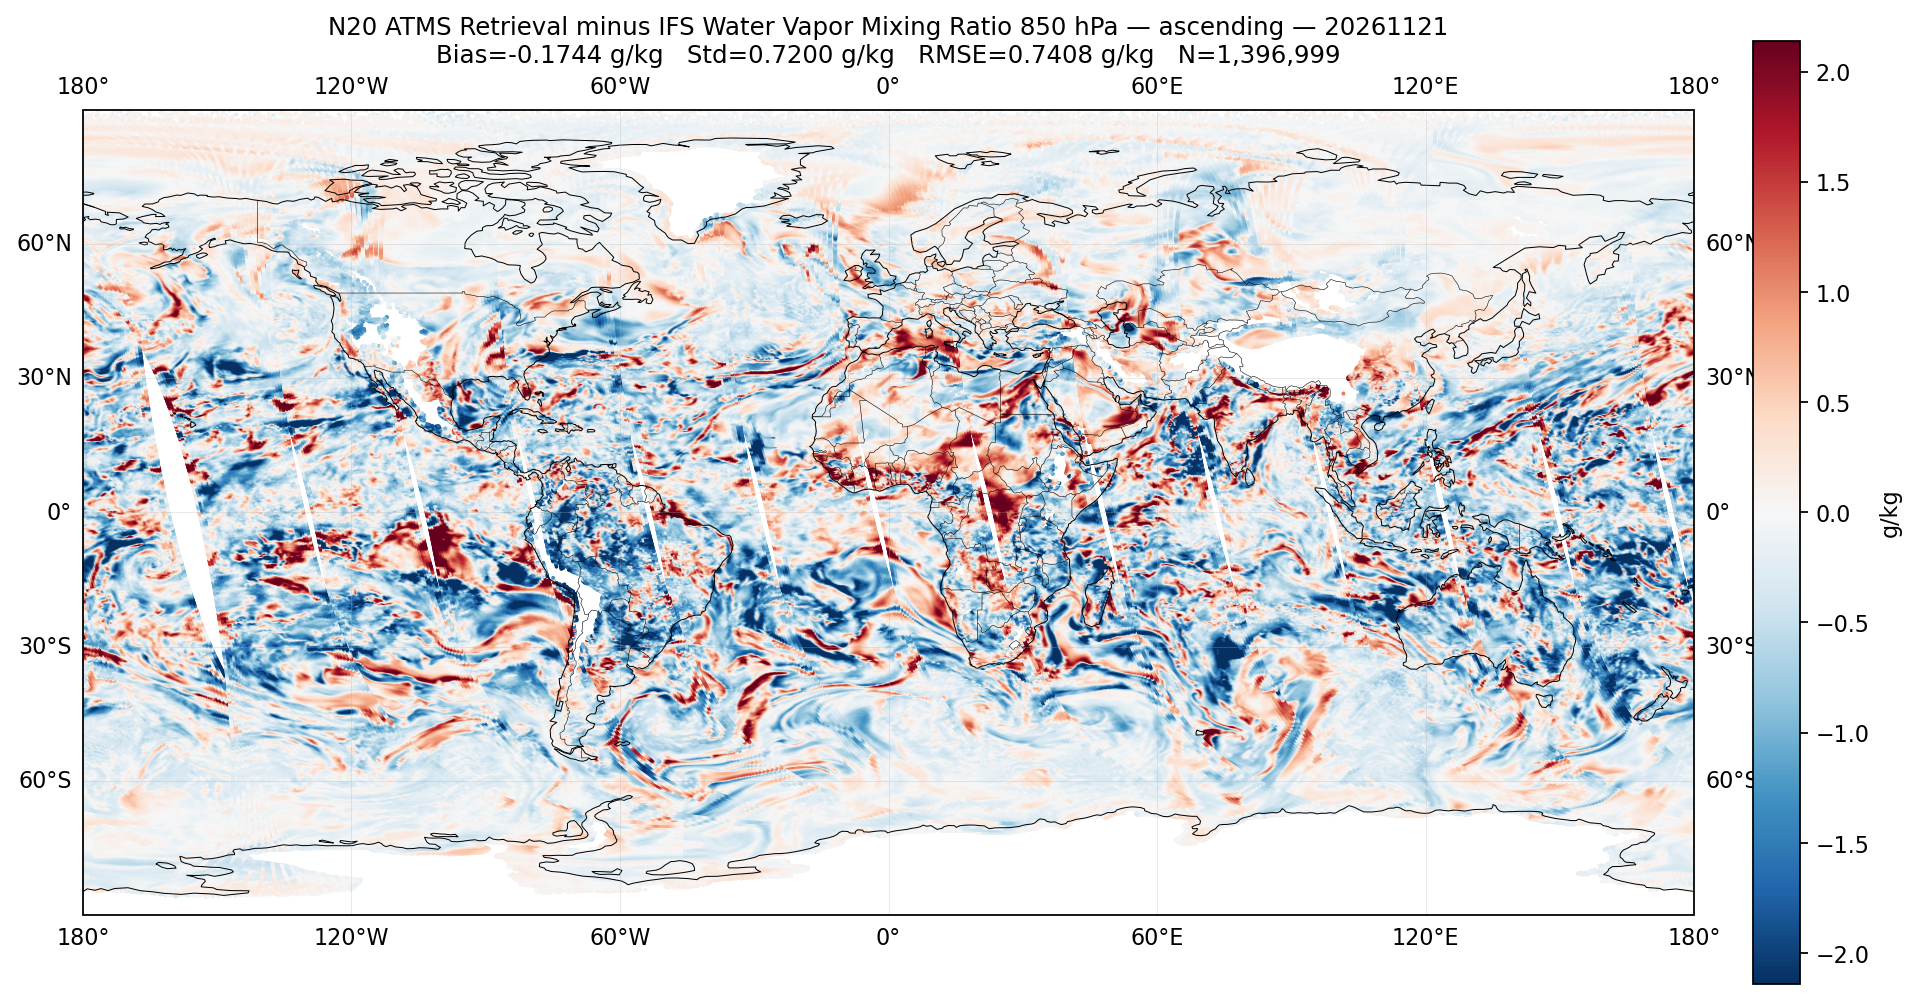 N20 ATMS Retrieval minus IFS Water Vapor Mixing Ratio 850 hPa — ascending — 20261121
Bias=-0.1744 g/kg   Std=0.7200 g/kg   RMSE=0.7408 g/kg   N=1,396,999
180° 120°W 60°W 0° 60°E 120°E 180°
60°N 60°N
30°N 30°N
0° 0°
30°S 30°S
60°S 60°S
180° 120°W 60°W 0° 60°E 120°E 180°
2.0
1.5
1.0
0.5
0.0
−0.5
−1.0
−1.5
−2.0
g/kg